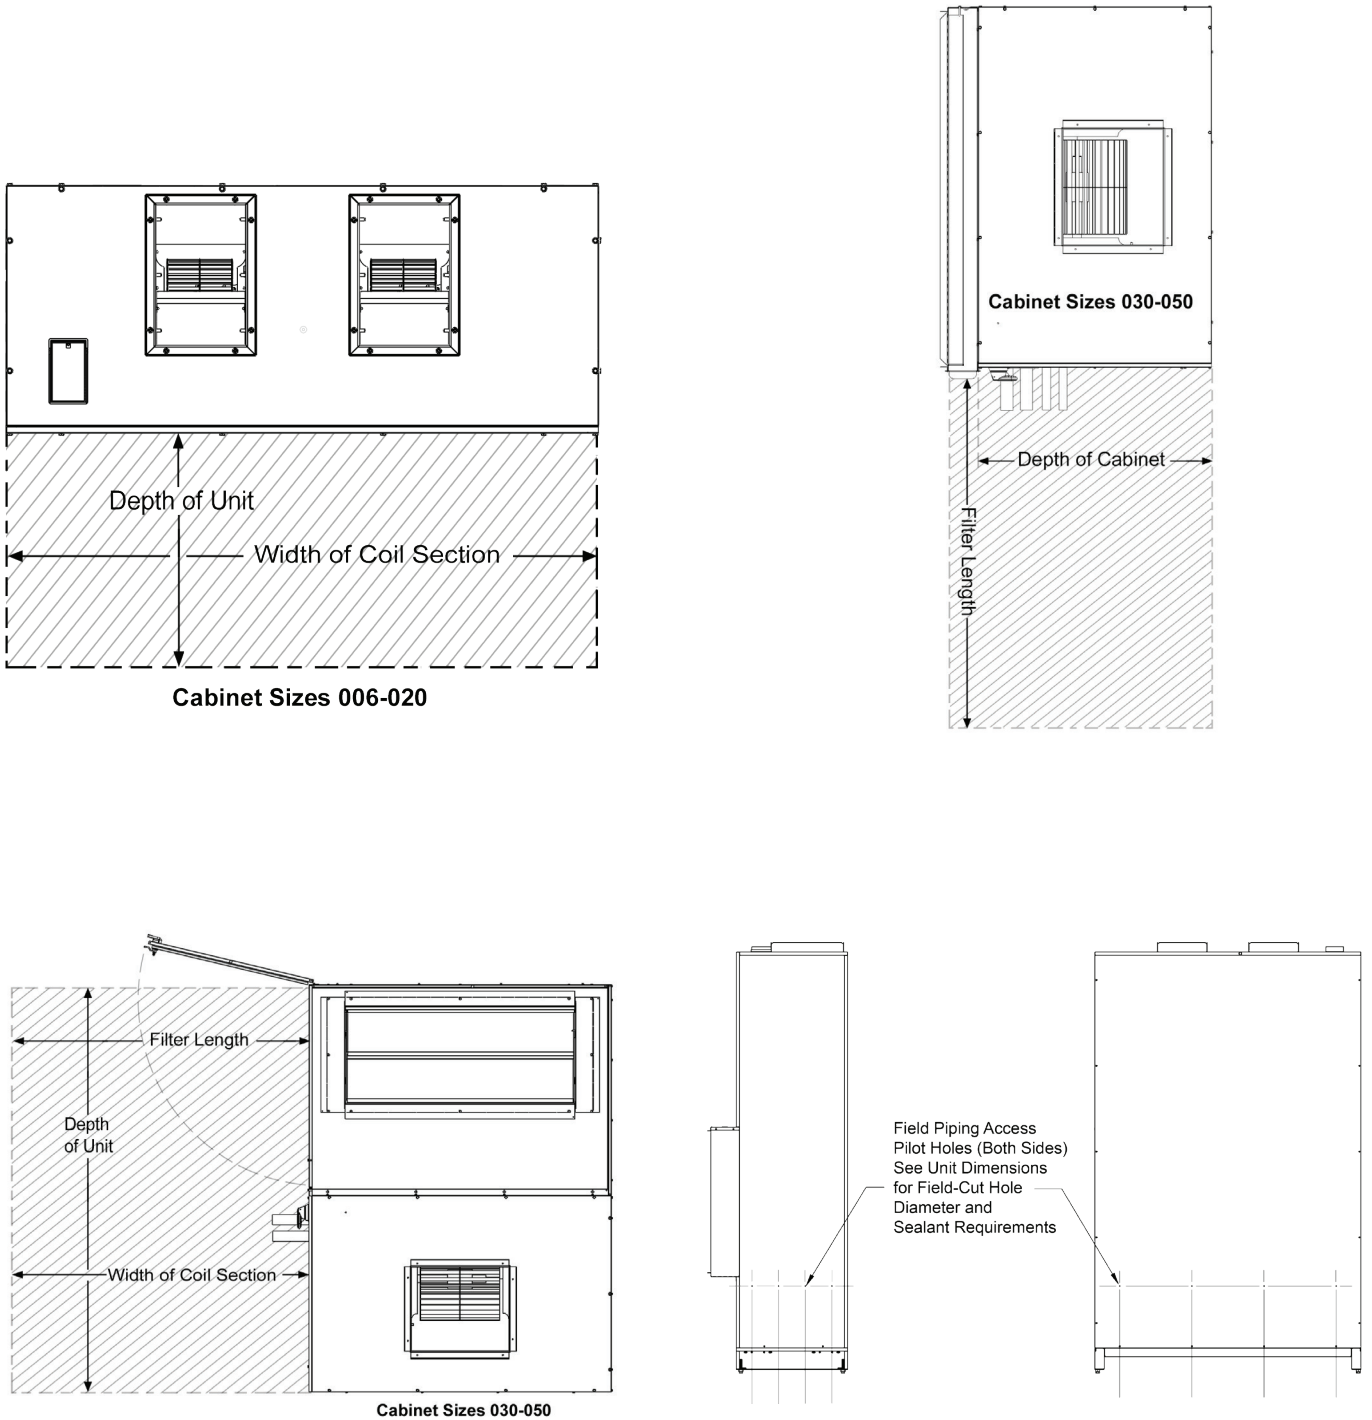 Cabinet Sizes 030-050
Depth of Cabinet
Filter Length
Depth of Unit
Width of Coil Section
Cabinet Sizes 006-020
Filter Length
Depth
of Unit
Width of Coil Section
Cabinet Sizes 030-050
Field Piping Access
Pilot Holes (Both Sides)
See Unit Dimensions
for Field-Cut Hole
Diameter and
Sealant Requirements